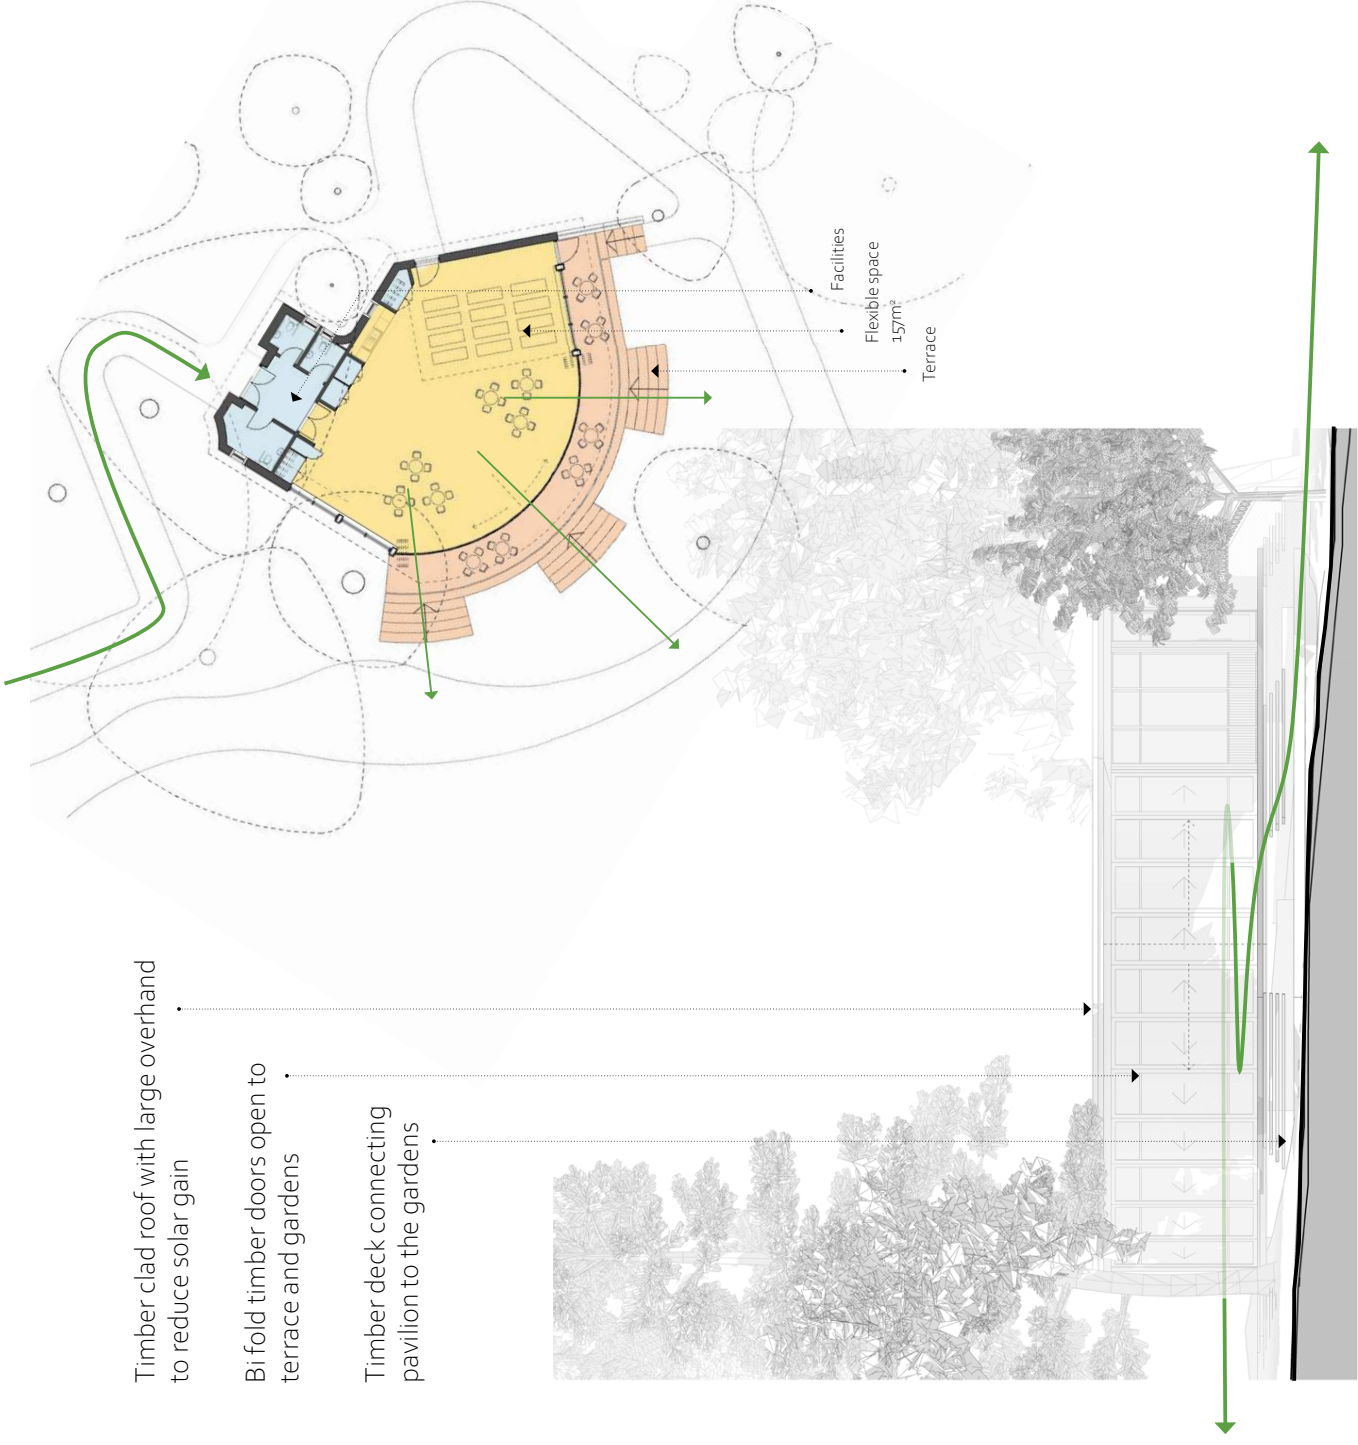 Timber clad roof with large overhand
to reduce solar gain
Bi fold timber doors open to
terrace and gardens
Timber deck connecting
pavilion to the gardens
Facilities
Flexible space
157m²
Terrace